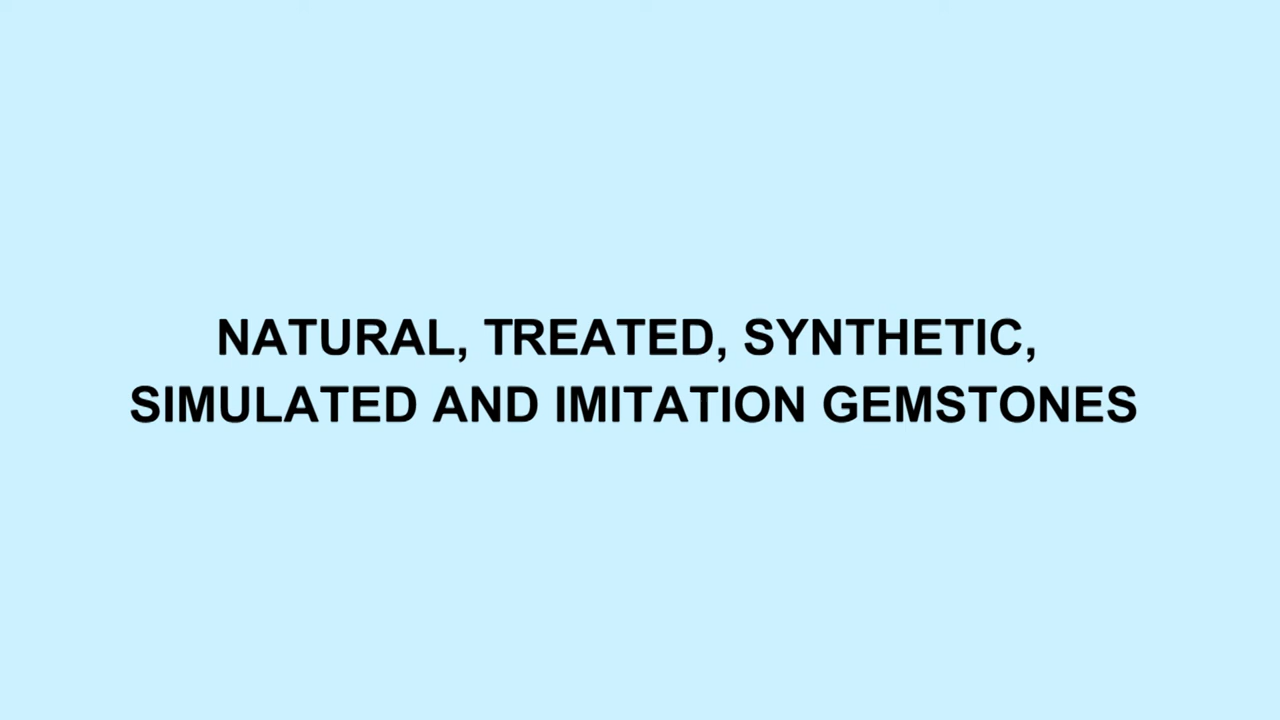 NATURAL, TREATED, SYNTHETIC,
SIMULATED AND IMITATION GEMSTONES